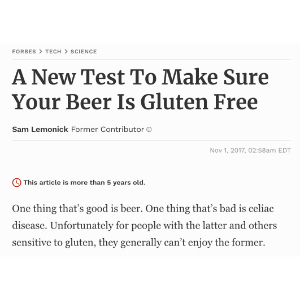 FORBES > TECH > SCIENCE
A New Test To Make Sure
Your Beer Is Gluten Free
Sam Lemonick Former Contributor ⓘ
Nov 1, 2017, 02:58am EDT
This article is more than 5 years old.
One thing that's good is beer. One thing that's bad is celiac
disease. Unfortunately for people with the latter and others
sensitive to gluten, they generally can't enjoy the former.